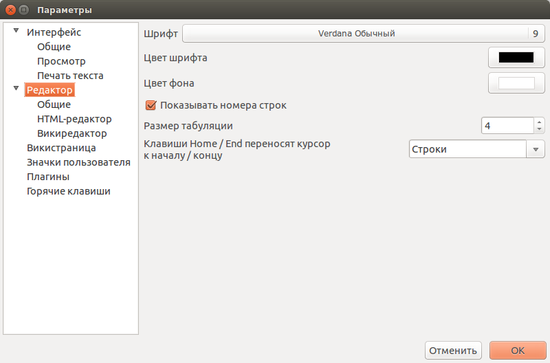 Параметры
Интерфейс
Общие
Просмотр
Печать текста
Редактор
Общие
HTML-редактор
Викиредактор
Викистраница
Значки пользователя
Плагины
Горячие клавиши
Шрифт Verdana Обычный 9
Цвет шрифта
Цвет фона
Показывать номера строк
Размер табуляции 4
Клавиши Home / End переносят курсор
к началу / концу Строки
Отменить OK